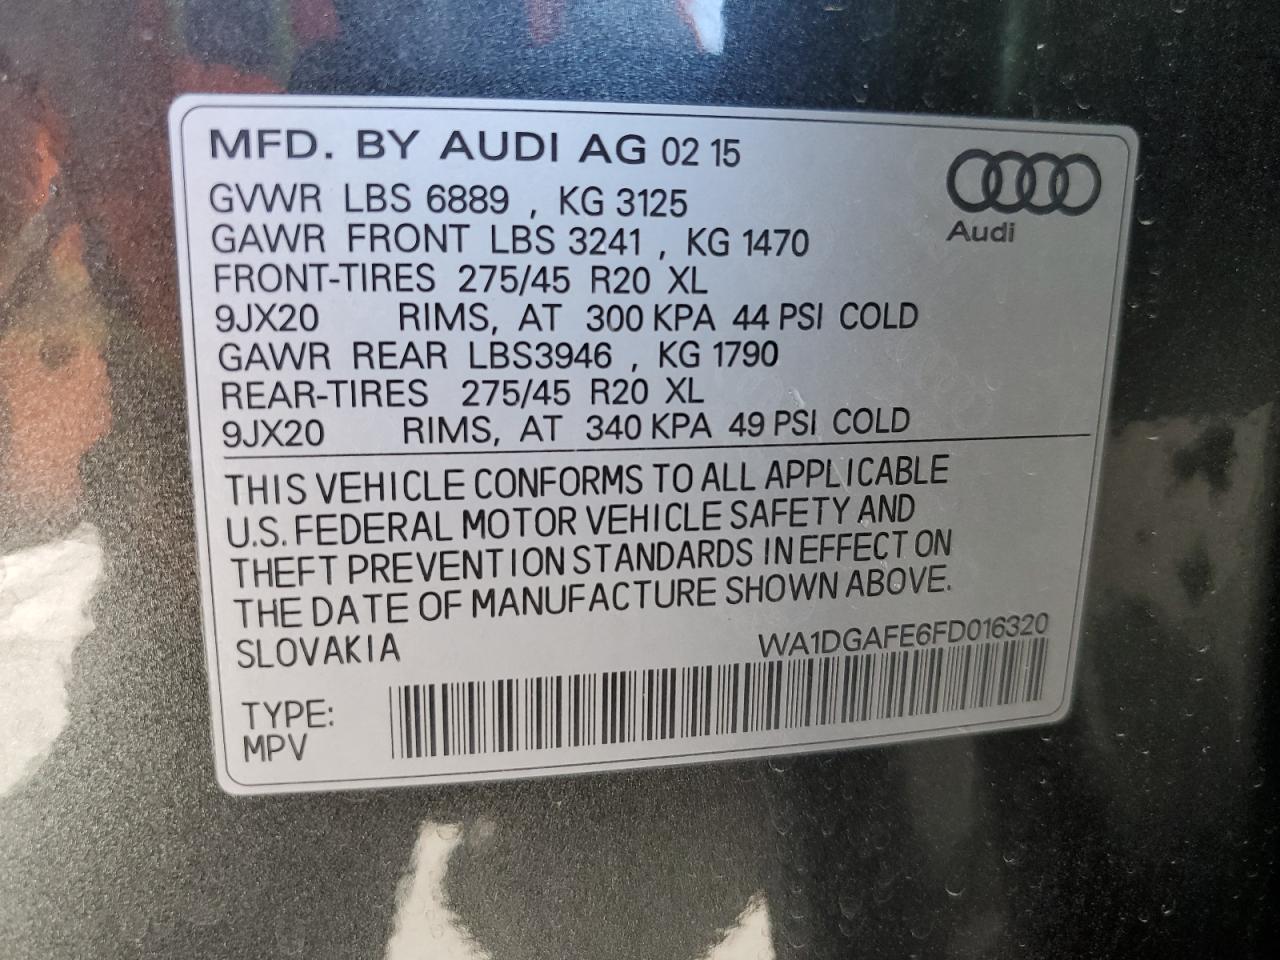 MFD. BY AUDI AG 02 15
GVWR LBS 6889 , KG 3125
GAWR FRONT LBS 3241 , KG 1470
Audi
FRONT-TIRES 275/45 R20 XL
9JX20 RIMS, AT 300 KPA 44 PSI COLD
GAWR REAR LBS3946 , KG 1790
REAR-TIRES 275/45 R20 XL
9JX20 RIMS, AT 340 KPA 49 PSI COLD
THIS VEHICLE CONFORMS TO ALL APPLICABLE
U.S. FEDERAL MOTOR VEHICLE SAFETY AND
THEFT PREVENTION STANDARDS IN EFFECT ON
THE DATE OF MANUFACTURE SHOWN ABOVE.
SLOVAKIA WA1DGAFE6FD016320
TYPE:
MPV